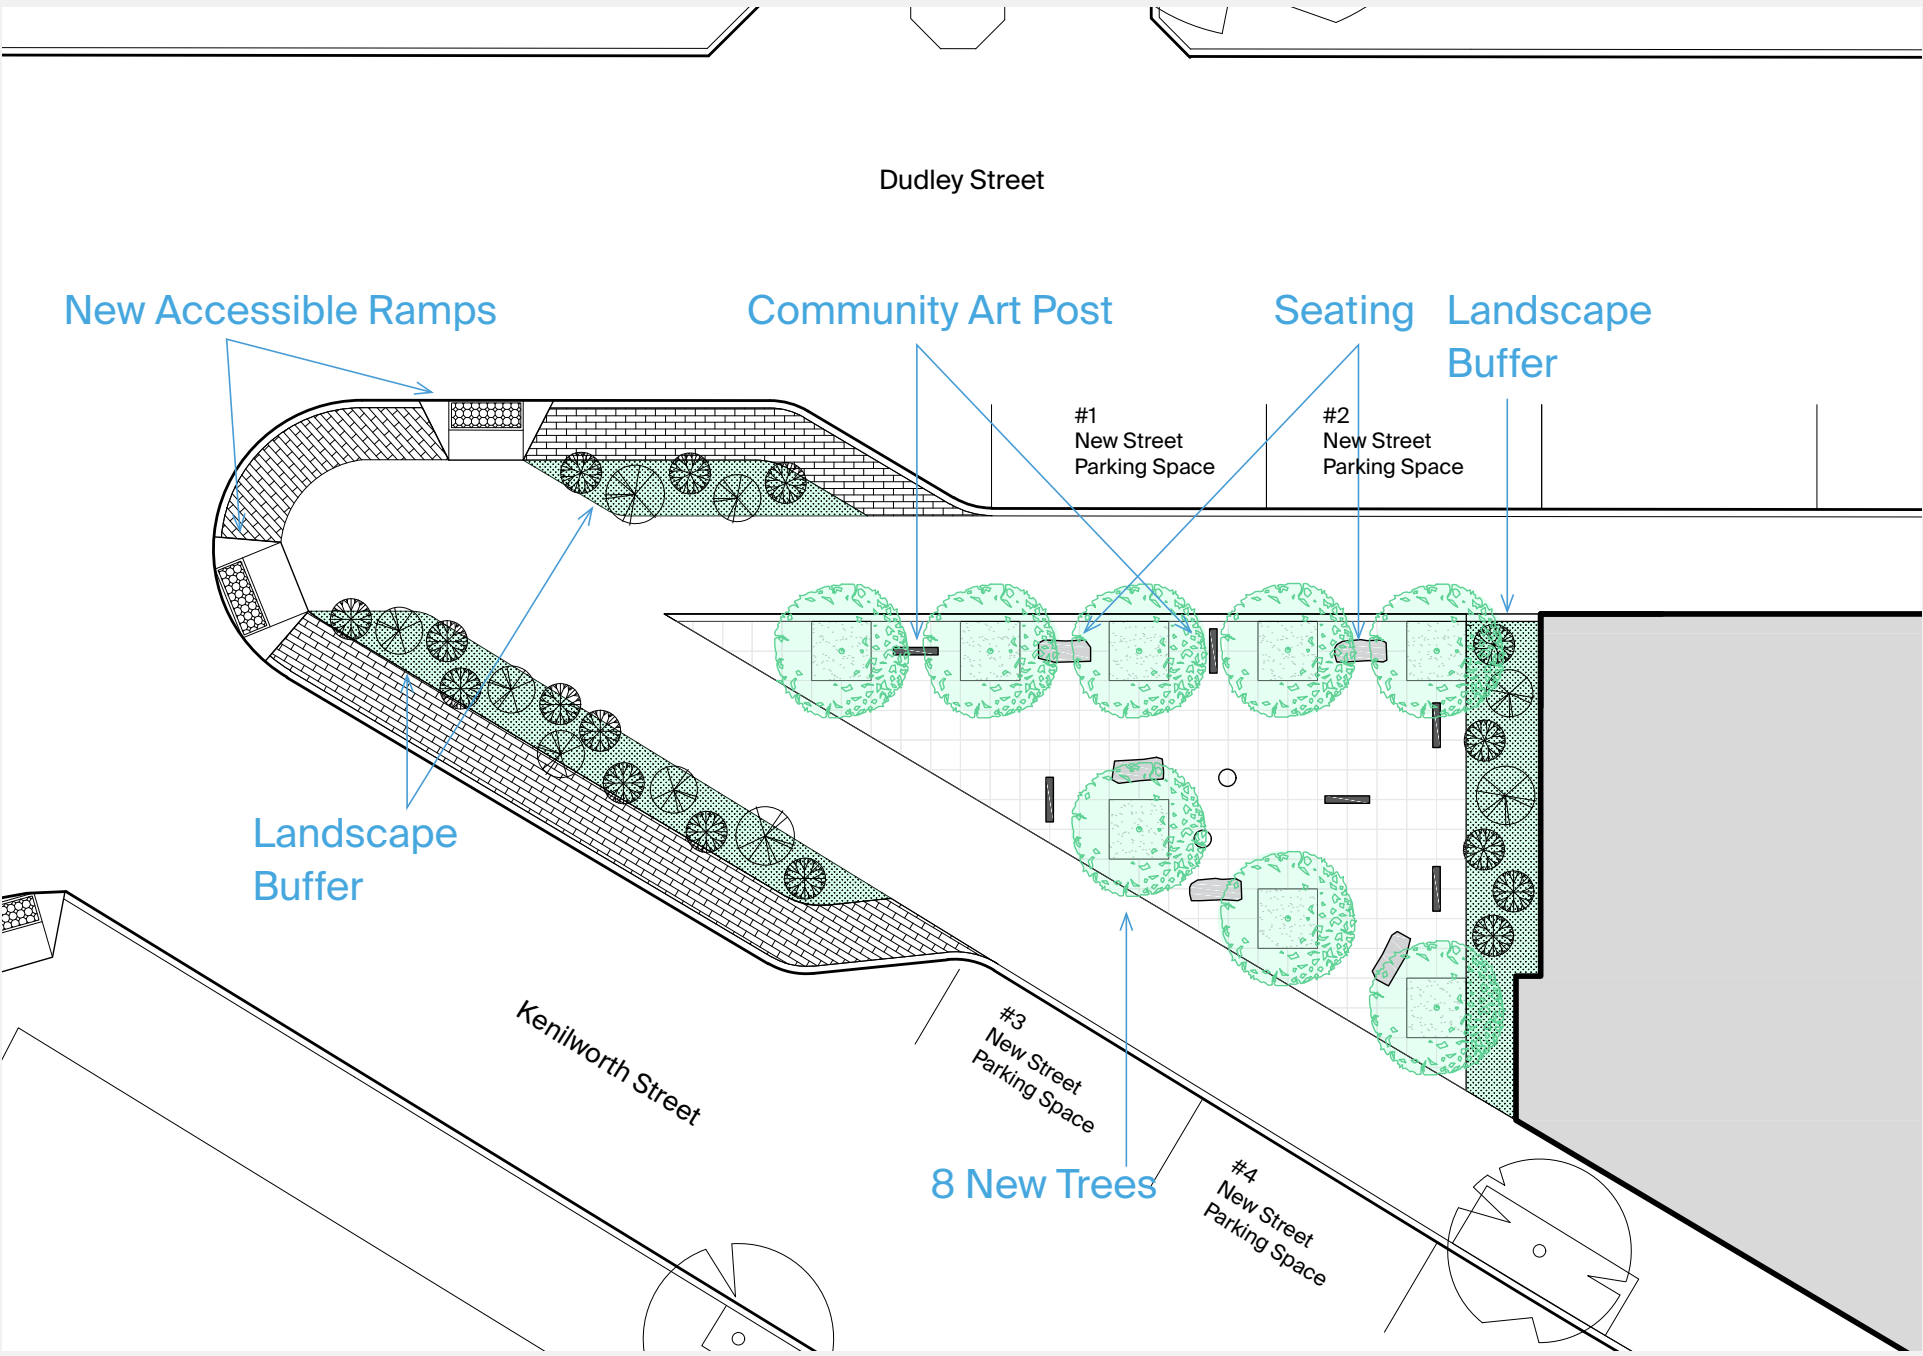 Dudley Street
New Accessible Ramps
Community Art Post
Seating
Landscape
Buffer
#1
New Street
Parking Space
#2
New Street
Parking Space
Landscape
Buffer
Kenilworth Street
#3
New Street
Parking Space
8 New Trees
#4
New Street
Parking Space